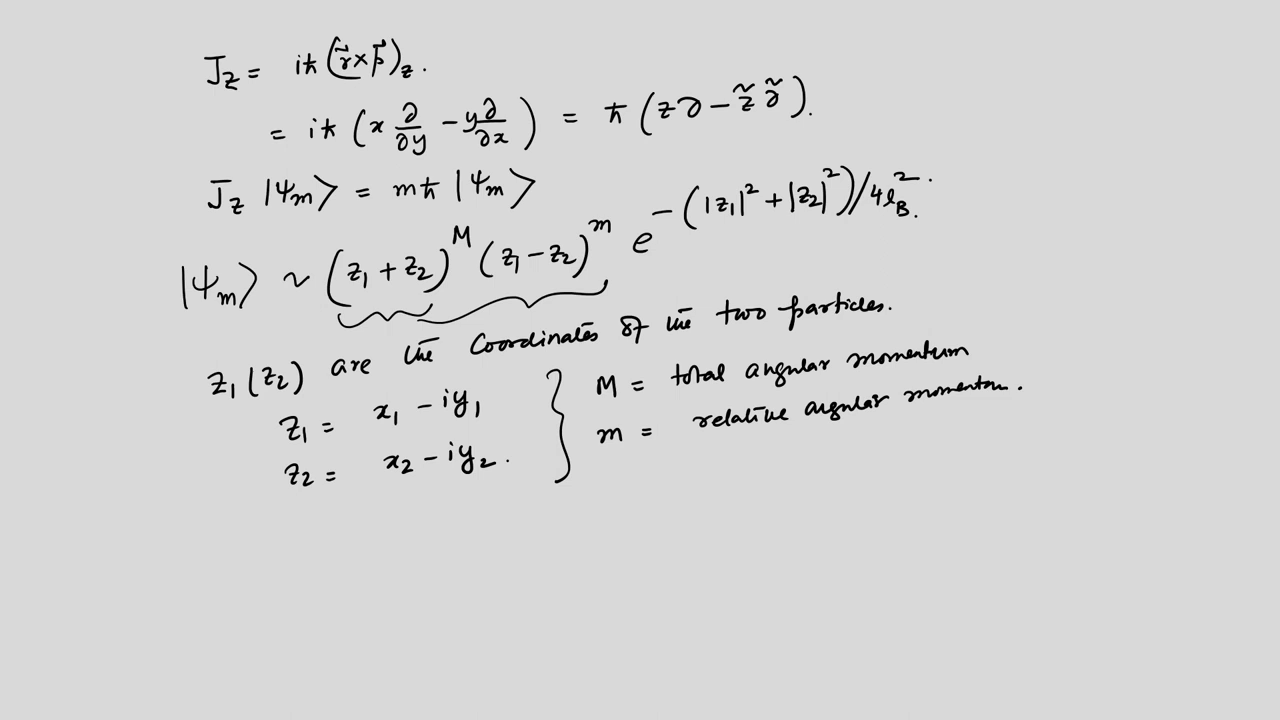 J_z = iħ (r⃗ × p⃗)_z.
= iħ (x ∂/∂y − y ∂/∂x) = ħ (z∂ − z̃ ∂̃).
J_z |ψ_m⟩ = mħ |ψ_m⟩
|ψ_m⟩ ~ (z_1 + z_2)^M (z_1 − z_2)^m e^{−(|z_1|^2 + |z_2|^2)/4l_B^2}.
z_1 (z_2) are the coordinates of the two particles.
z_1 = x_1 − iy_1 } M = total angular momentum
z_2 = x_2 − iy_2. } m = relative angular momentum.